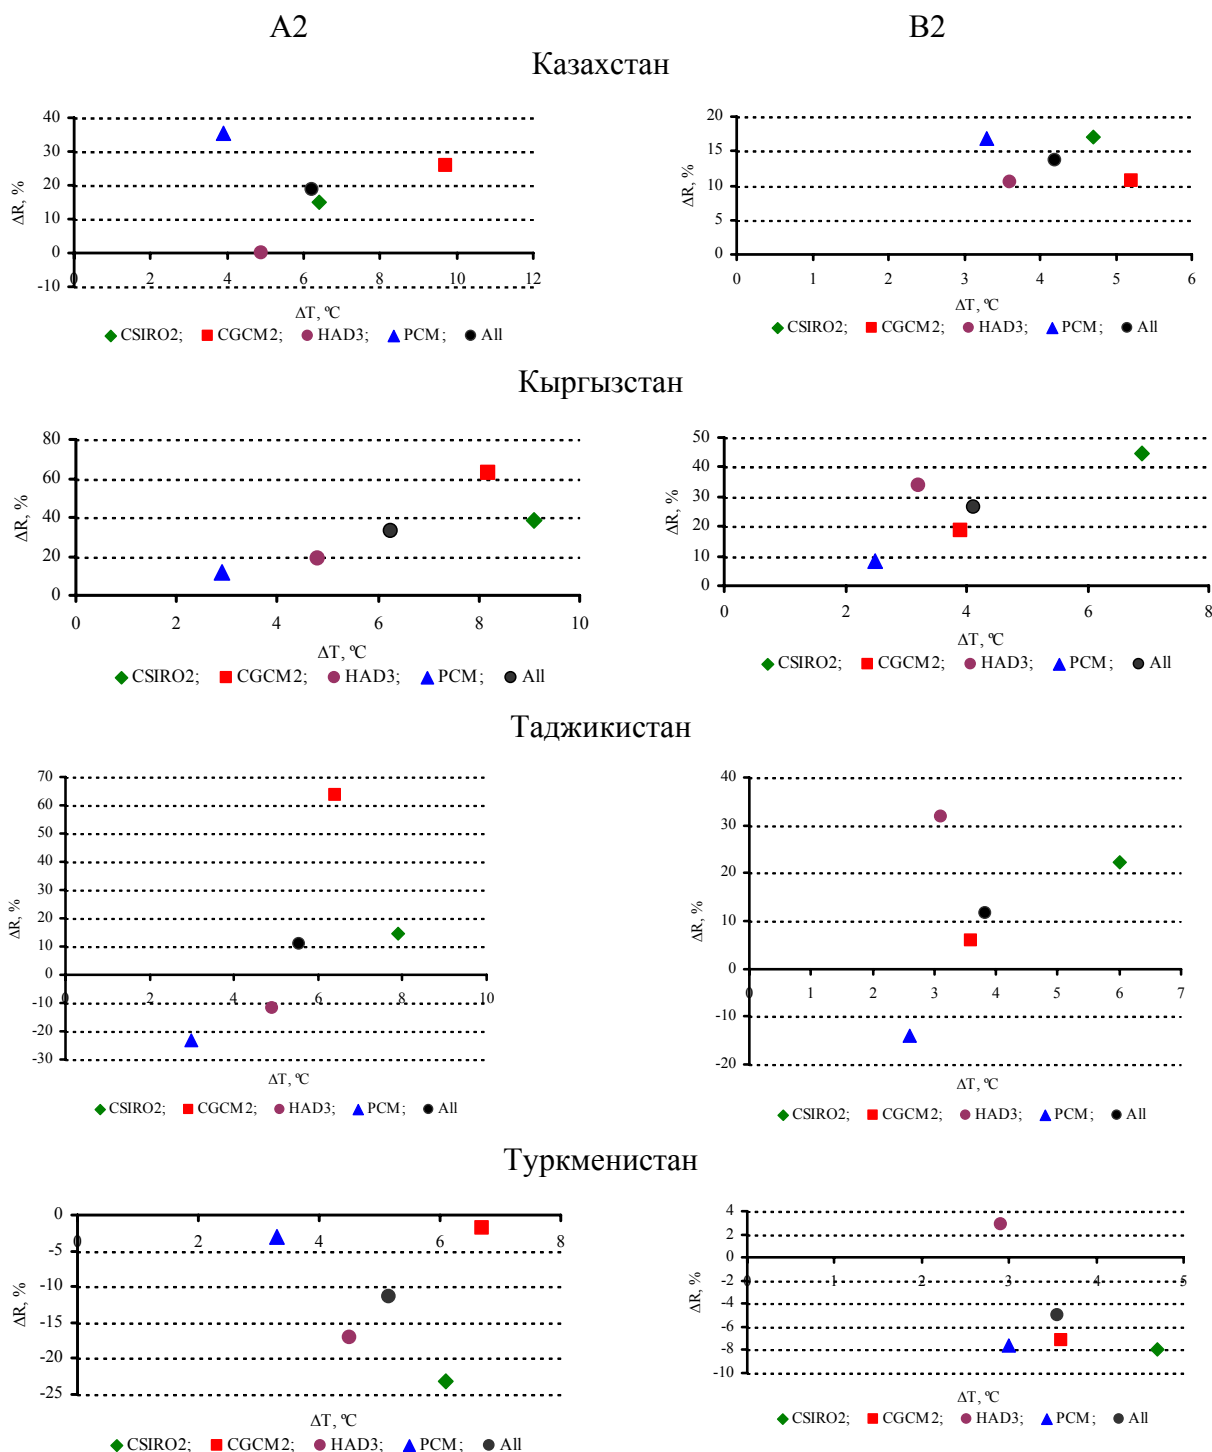 A2 B2
Казахстан
40
30
20
10
0
-10
0 2 4 6 8 10 12
ΔR, %
ΔT, ºC
CSIRO2; CGCM2; HAD3; PCM; All
20
15
10
5
0
0 1 2 3 4 5 6
ΔR, %
ΔT, ºC
CSIRO2; CGCM2; HAD3; PCM; All
Кыргызстан
80
60
40
20
0
0 2 4 6 8 10
ΔR, %
ΔT, ºC
CSIRO2; CGCM2; HAD3; PCM; All
50
40
30
20
10
0
0 2 4 6 8
ΔR, %
ΔT, ºC
CSIRO2; CGCM2; HAD3; PCM; All
Таджикистан
70
60
50
40
30
20
10
0
-10
-20
-30
0 2 4 6 8 10
ΔR, %
ΔT, ºC
CSIRO2; CGCM2; HAD3; PCM; All
40
30
20
10
0
-10
-20
0 1 2 3 4 5 6 7
ΔR, %
ΔT, ºC
CSIRO2; CGCM2; HAD3; PCM; All
Туркменистан
0
-5
-10
-15
-20
-25
0 2 4 6 8
ΔR, %
ΔT, ºC
CSIRO2; CGCM2; HAD3; PCM; All
4
2
0
-2
-4
-6
-8
-10
0 1 2 3 4 5
ΔR, %
ΔT, ºC
CSIRO2; CGCM2; HAD3; PCM; All